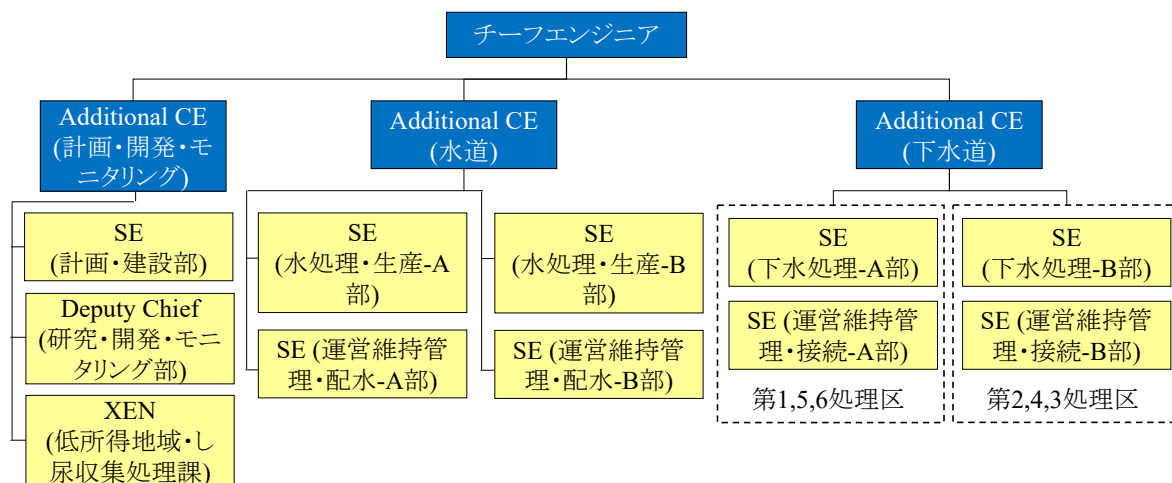 チーフエンジニア
Additional CE
(計画・開発・モ
ニタリング)
Additional CE
(水道)
Additional CE
(下水道)
SE
(計画・建設部)
Deputy Chief
(研究・開発・モニ
タリング部)
XEN
(低所得地域・し
尿収集処理課)
SE
(水処理・生産-A
部)
SE (運営維持管
理・配水-A部)
SE
(水処理・生産-B
部)
SE (運営維持管
理・配水-B部)
SE
(下水処理-A部)
SE (運営維持管
理・接続-A部)
第1,5,6処理区
SE
(下水処理-B部)
SE (運営維持管
理・接続-B部)
第2,4,3処理区